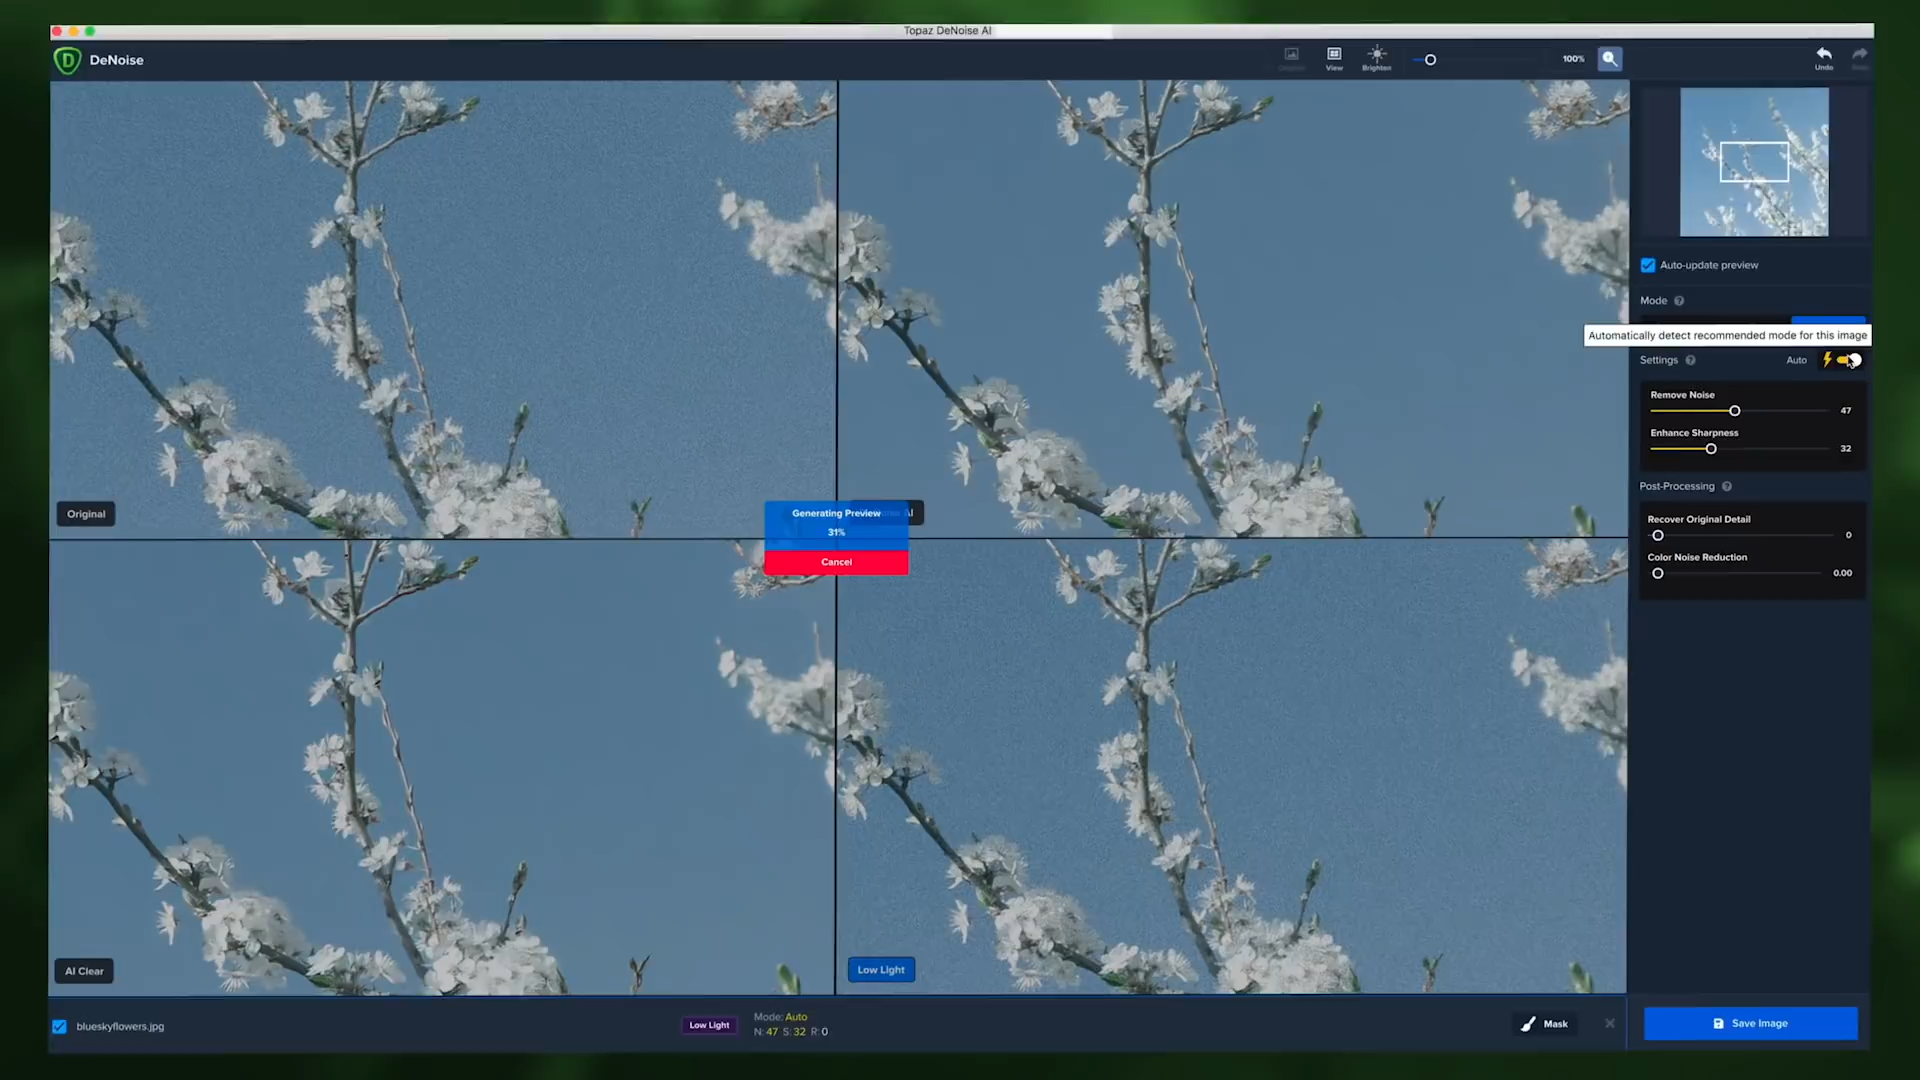 Topaz DeNoise AI
DeNoise
View
Brighten
100%
Undo
Auto-update preview
Mode
Automatically detect recommended mode for this image
Settings
Auto
Remove Noise
47
Enhance Sharpness
32
Post-Processing
Recover Original Detail
0
Color Noise Reduction
0.00
Original
Generating Preview
AI
31%
Cancel
AI Clear
Low Light
blueskyflowers.jpg
Low Light
Mode: Auto
N: 47 S: 32 R: 0
Mask
Save Image